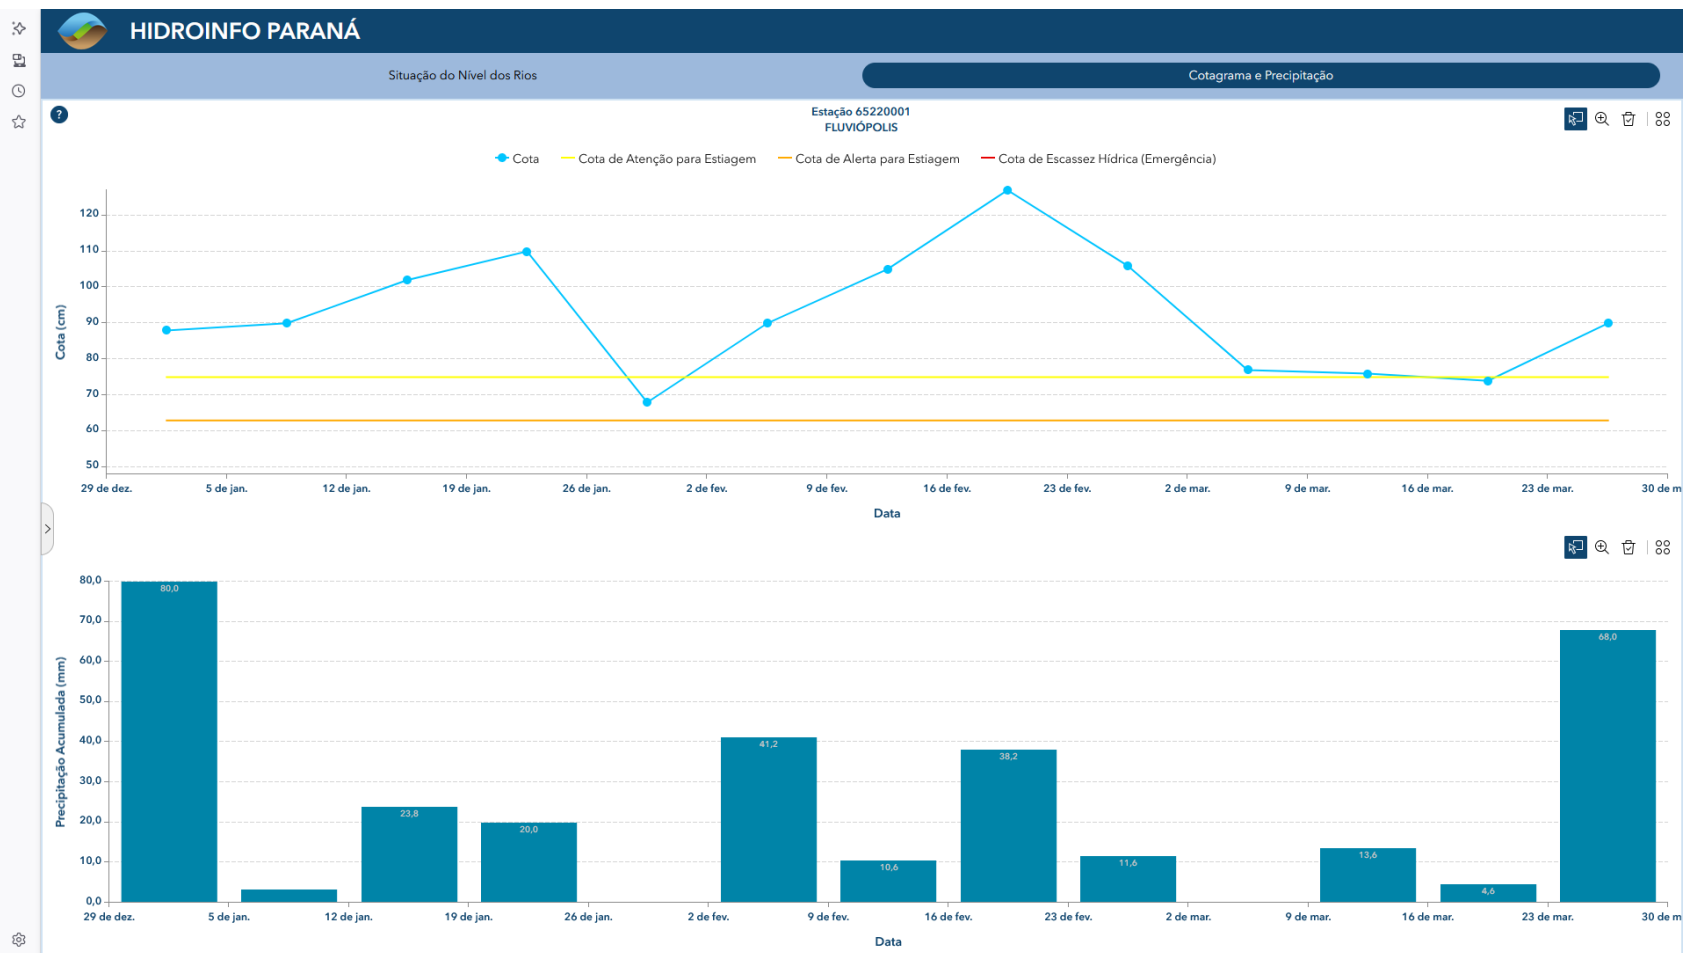 HIDROINFO PARANÁ
Situação do Nível dos Rios
Cotagrama e Precipitação
?
Estação 65220001
FLUVIÓPOLIS
Cota
Cota de Atenção para Estiagem
Cota de Alerta para Estiagem
Cota de Escassez Hídrica (Emergência)
120
110
100
90
80
70
60
50
Cota (cm)
29 de dez.
5 de jan.
12 de jan.
19 de jan.
26 de jan.
2 de fev.
9 de fev.
16 de fev.
23 de fev.
2 de mar.
9 de mar.
16 de mar.
23 de mar.
30 de m
Data
80,0
70,0
60,0
50,0
40,0
30,0
20,0
10,0
0,0
Precipitação Acumulada (mm)
80,0
23,8
20,0
41,2
10,6
38,2
11,6
13,6
4,6
68,0
29 de dez.
5 de jan.
12 de jan.
19 de jan.
26 de jan.
2 de fev.
9 de fev.
16 de fev.
23 de fev.
2 de mar.
9 de mar.
16 de mar.
23 de mar.
30 de m
Data